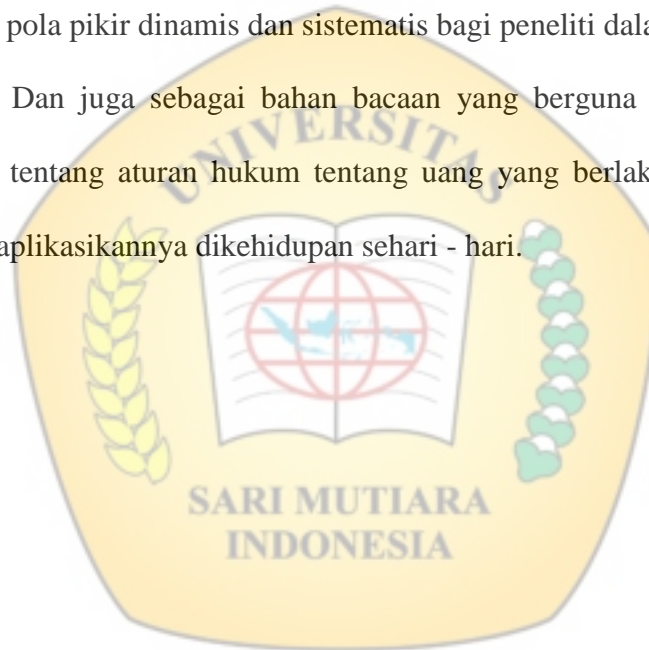 pola pikir dinamis dan sistematis bagi peneliti dala
Dan juga sebagai bahan bacaan yang berguna
tentang aturan hukum tentang uang yang berlak
aplikasikannya dikehidupan sehari - hari.
UNIVERSITAS
SARI MUTIARA
INDONESIA